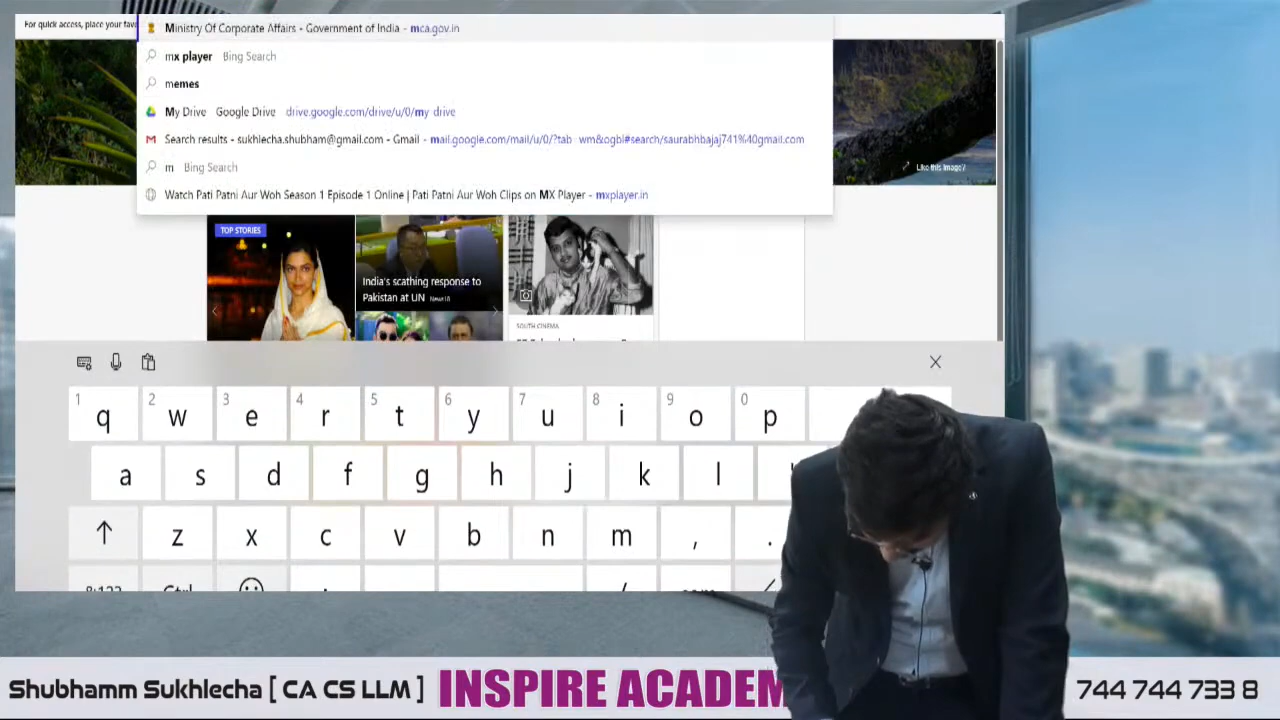 For quick access, place your favo
Ministry Of Corporate Affairs - Government of India - mca.gov.in
mx player Bing Search
memes
My Drive Google Drive drive.google.com/drive/u/0/my-drive
Search results - sukhlecha.shubham@gmail.com - Gmail - mail.google.com/mail/u/0/?tab=wm&ogbl#search/saurabhbajaj741%40gmail.com
m Bing Search
Watch Pati Patni Aur Woh Season 1 Episode 1 Online | Pati Patni Aur Woh Clips on MX Player - mxplayer.in
Like this image?
TOP STORIES
India's scathing response to
Pakistan at UN News18
SOUTH CINEMA
1 2 3 4 5 6 7 8 9 0
q w e r t y u i o p
a s d f g h j k l '
z x c v b n m , .
&123 Ctrl
Shubhamm Sukhlecha [ CA CS LLM ] INSPIRE ACADEM 744 744 733 8